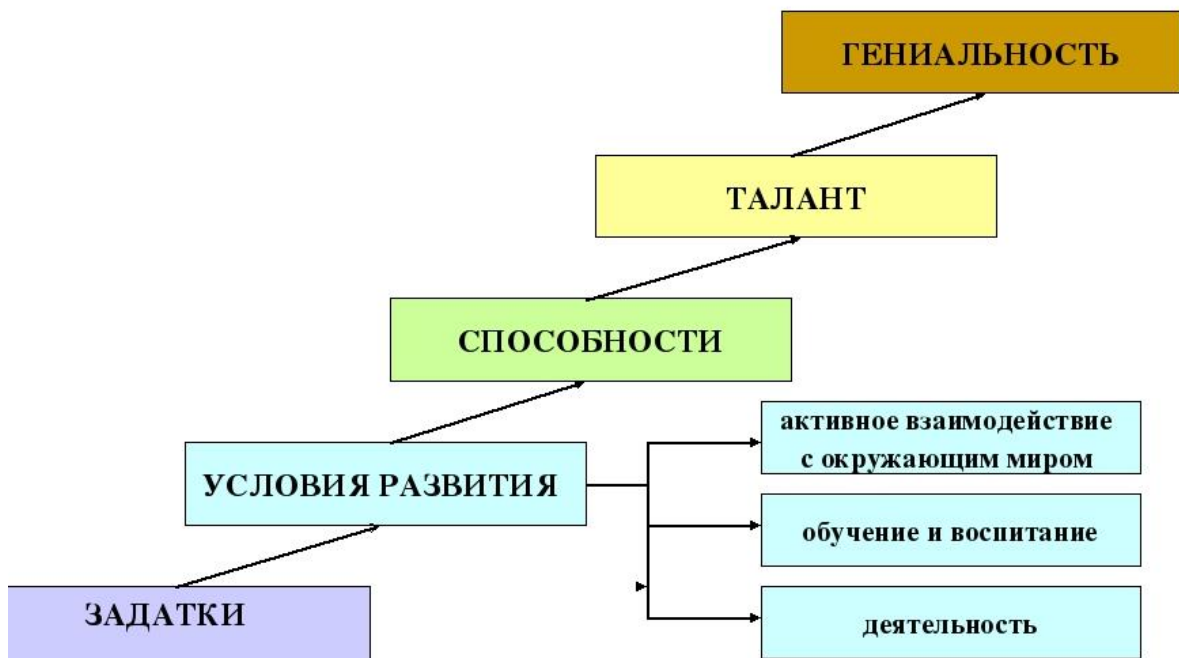 ГЕНИАЛЬНОСТЬ
ТАЛАНТ
СПОСОБНОСТИ
УСЛОВИЯ РАЗВИТИЯ
активное взаимодействие
с окружающим миром
обучение и воспитание
деятельность
ЗАДАТКИ